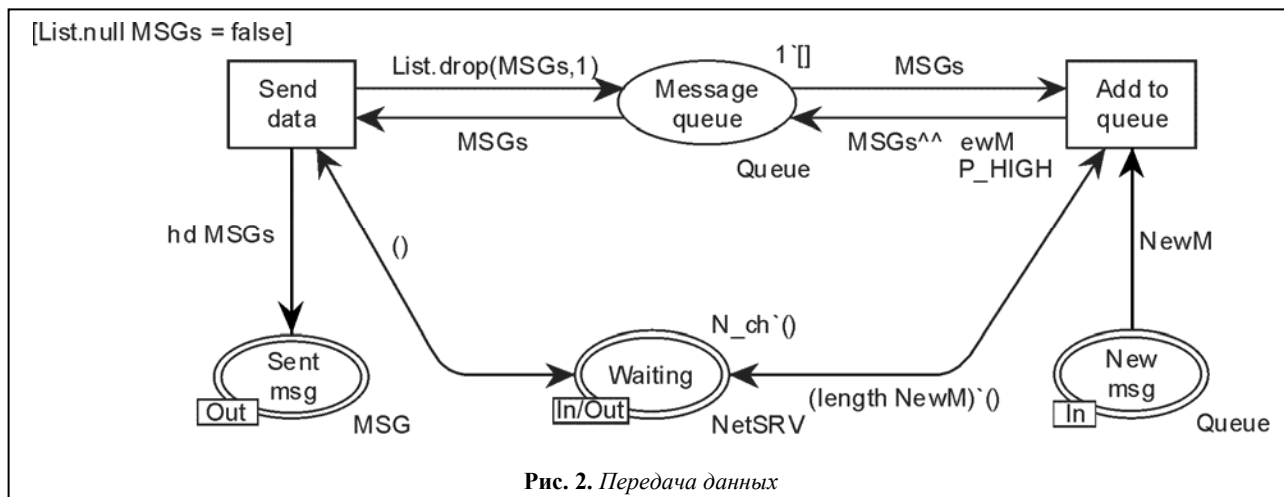 [List.null MSGs = false]
List.drop(MSGs,1)
1`[]
MSGs
Send
data
Message
queue
Add to
queue
MSGs
MSGs^^ ewM
Queue
P_HIGH
hd MSGs
()
NewM
N_ch`()
Sent
msg
Waiting
New
msg
(length NewM)`()
Out
In/Out
In
MSG
NetSRV
Queue
Рис. 2. Передача данных